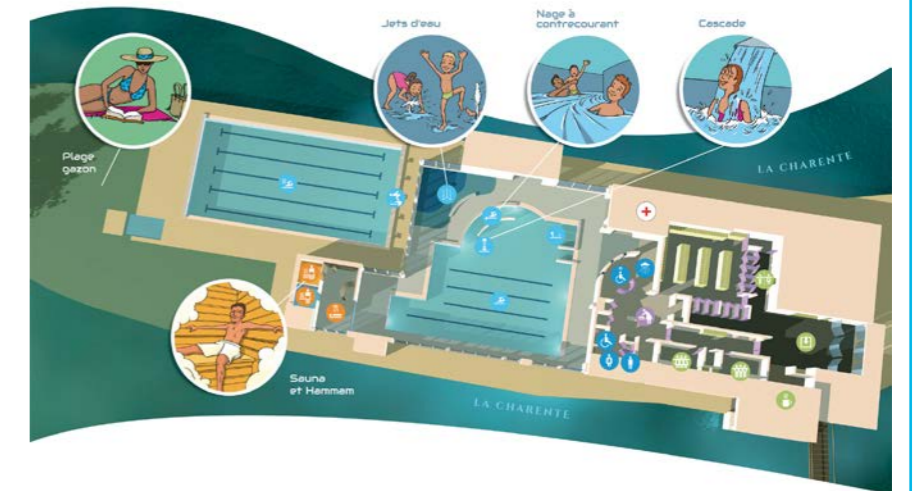 Jets d'eau
Nage à
contrecourant
Cascade
Plage
gazon
LA CHARENTE
Sauna
et Hammam
LA CHARENTE